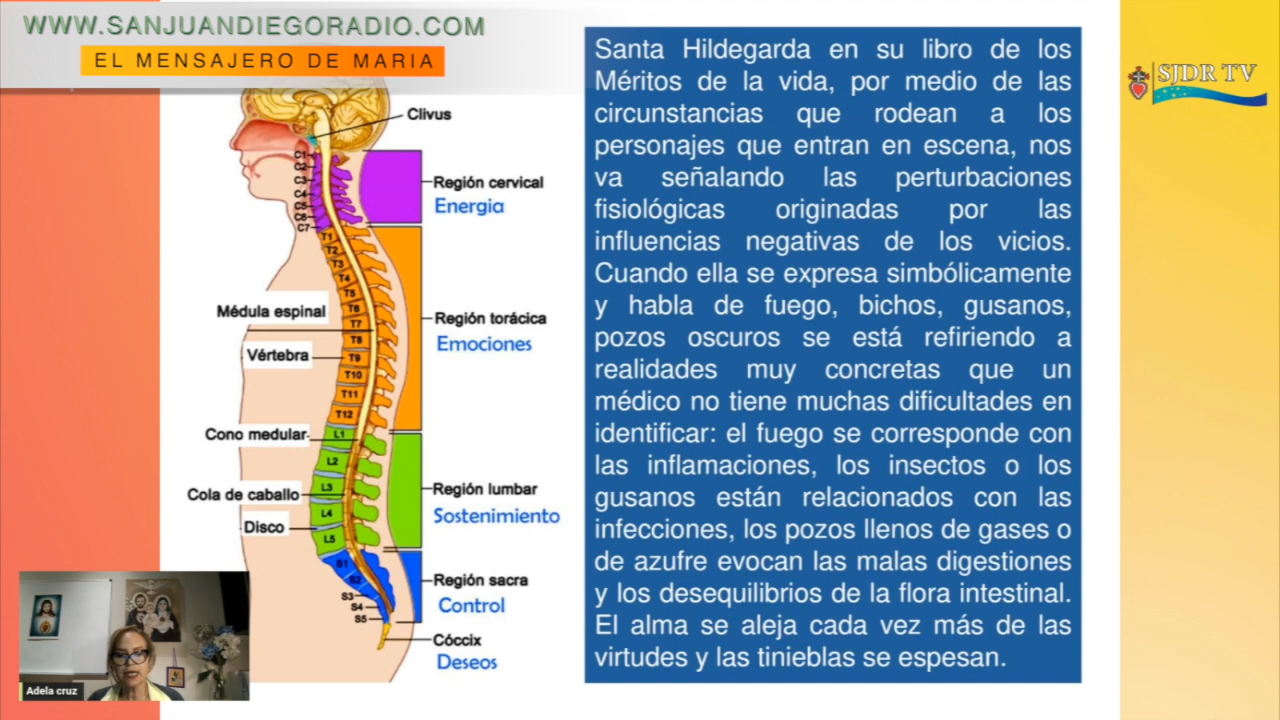 WWW.SANJUANDIEGORADIO.COM
EL MENSAJERO DE MARIA
SJDR TV
Clivus
C1
C2
C3
C4
C5
C6
C7
Región cervical
Energia
T1
T2
T3
T4
T5
T6
T7
T8
T9
T10
T11
T12
Médula espinal
Vértebra
Región torácica
Emociones
Cono medular
L1
L2
L3
L4
L5
Cola de caballo
Disco
Región lumbar
Sostenimiento
S1
S2
S3
S4
S5
Región sacra
Control
Cóccix
Deseos
Santa Hildegarda en su libro de los
Méritos de la vida, por medio de las
circunstancias que rodean a los
personajes que entran en escena, nos
va señalando las perturbaciones
fisiológicas originadas por las
influencias negativas de los vicios.
Cuando ella se expresa simbólicamente
y habla de fuego, bichos, gusanos,
pozos oscuros se está refiriendo a
realidades muy concretas que un
médico no tiene muchas dificultades en
identificar: el fuego se corresponde con
las inflamaciones, los insectos o los
gusanos están relacionados con las
infecciones, los pozos llenos de gases o
de azufre evocan las malas digestiones
y los desequilibrios de la flora intestinal.
El alma se aleja cada vez más de las
virtudes y las tinieblas se espesan.
Adela cruz